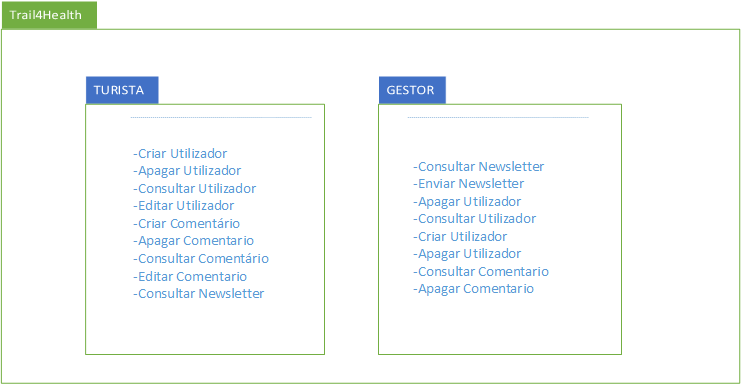 Trail4Health
TURISTA
-Criar Utilizador
-Apagar Utilizador
-Consultar Utilizador
-Editar Utilizador
-Criar Comentário
-Apagar Comentario
-Consultar Comentário
-Editar Comentario
-Consultar Newsletter
GESTOR
-Consultar Newsletter
-Enviar Newsletter
-Apagar Utilizador
-Consultar Utilizador
-Criar Utilizador
-Apagar Utilizador
-Consultar Comentario
-Apagar Comentario